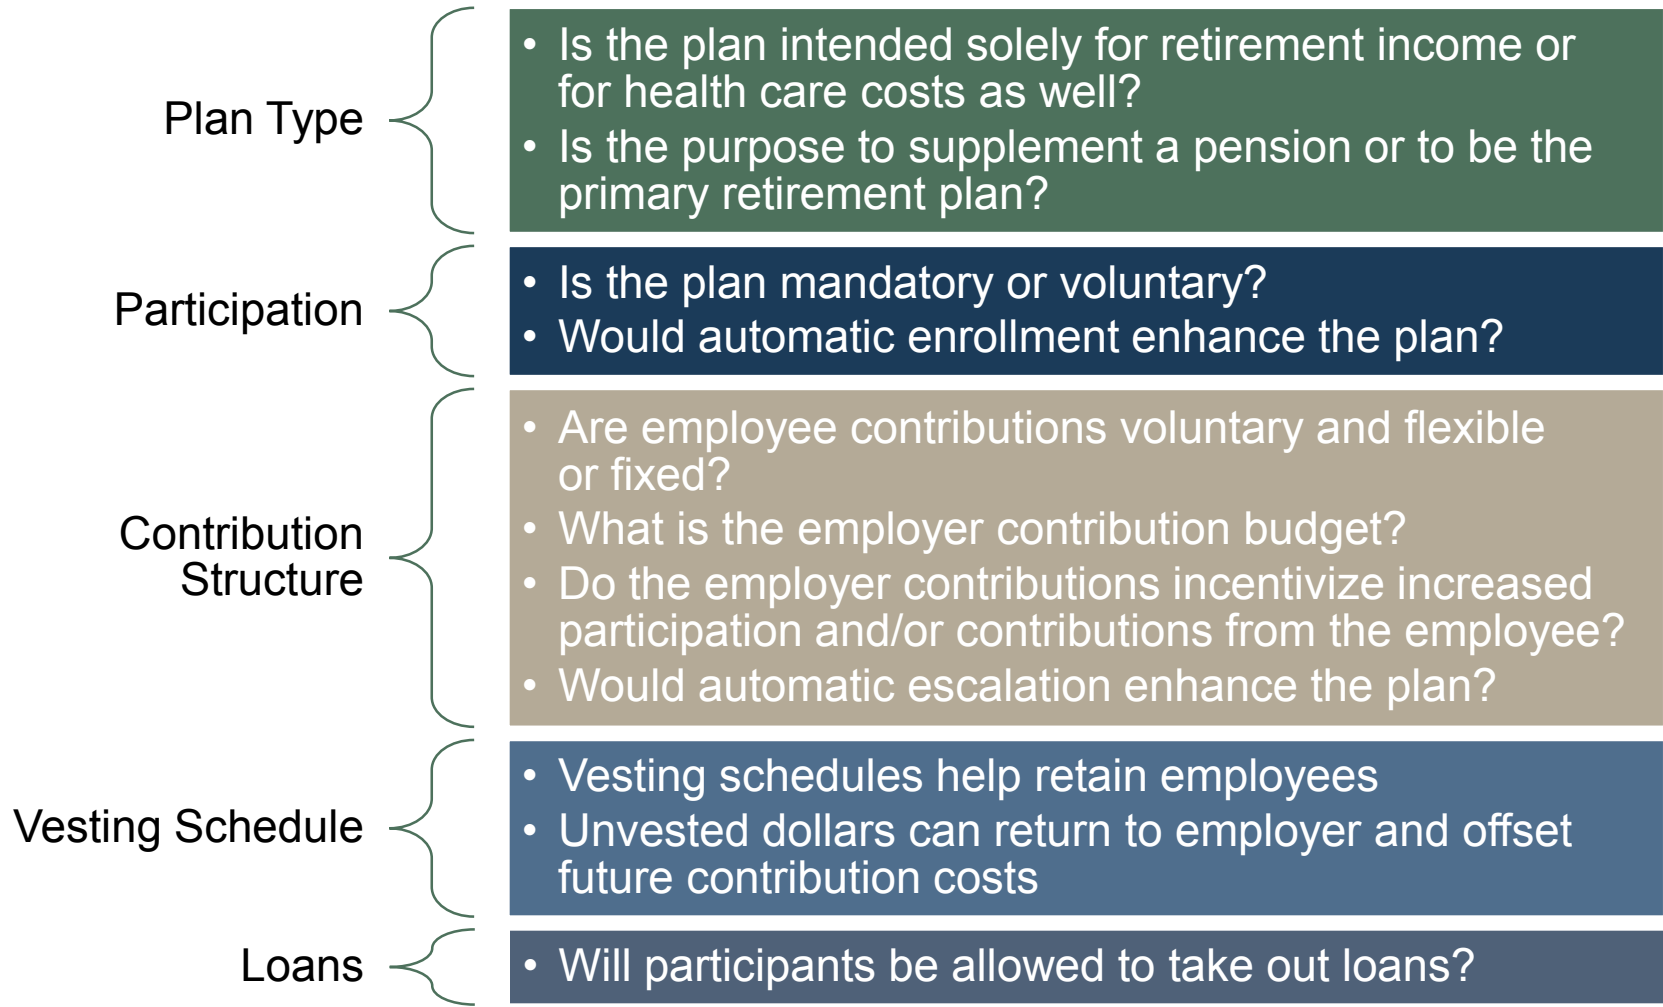 Plan Type
• Is the plan intended solely for retirement income or
for health care costs as well?
• Is the purpose to supplement a pension or to be the
primary retirement plan?
Participation
• Is the plan mandatory or voluntary?
• Would automatic enrollment enhance the plan?
Contribution
Structure
• Are employee contributions voluntary and flexible
or fixed?
• What is the employer contribution budget?
• Do the employer contributions incentivize increased
participation and/or contributions from the employee?
• Would automatic escalation enhance the plan?
Vesting Schedule
• Vesting schedules help retain employees
• Unvested dollars can return to employer and offset
future contribution costs
Loans
• Will participants be allowed to take out loans?